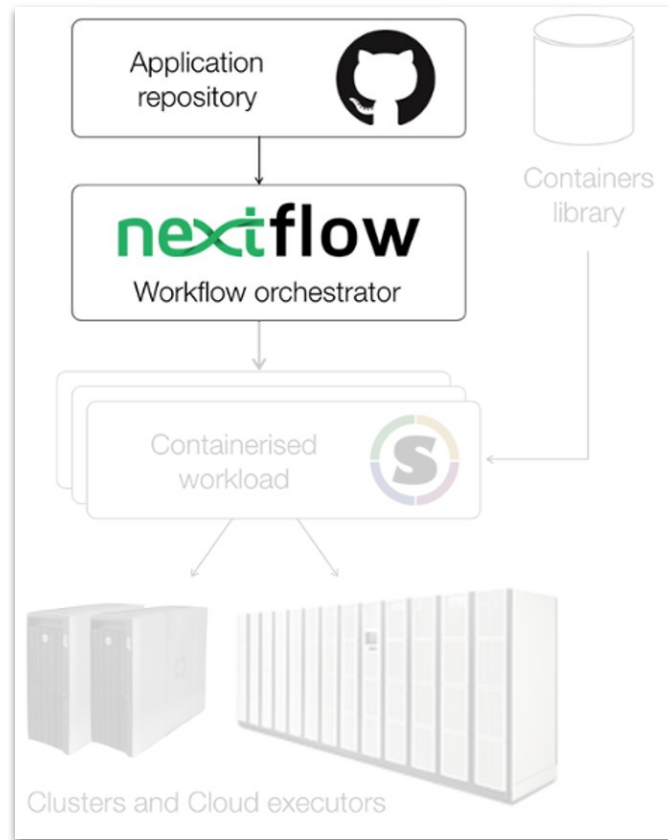 Application
repository
nextflow
Workflow orchestrator
Containers
library
Containerised
workload
S
Clusters and Cloud executors